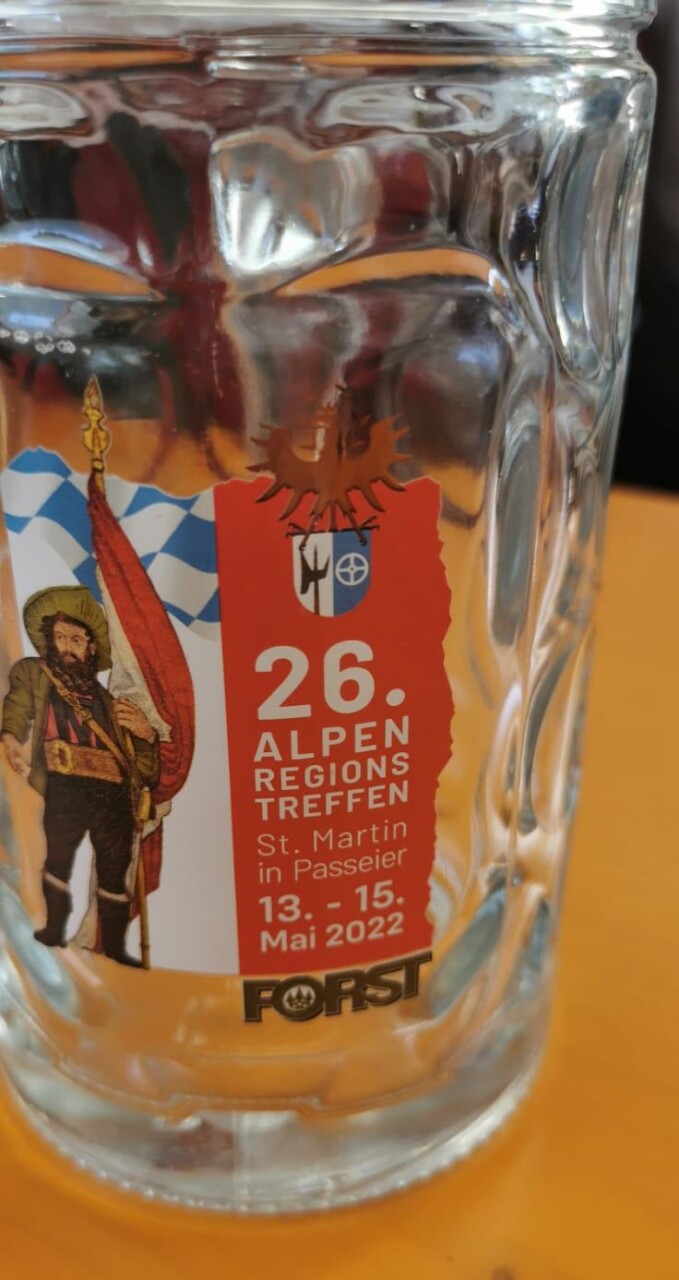 26.
ALPEN
REGIONS
TREFFEN
St. Martin
in Passeier
13. - 15.
Mai 2022
FORST